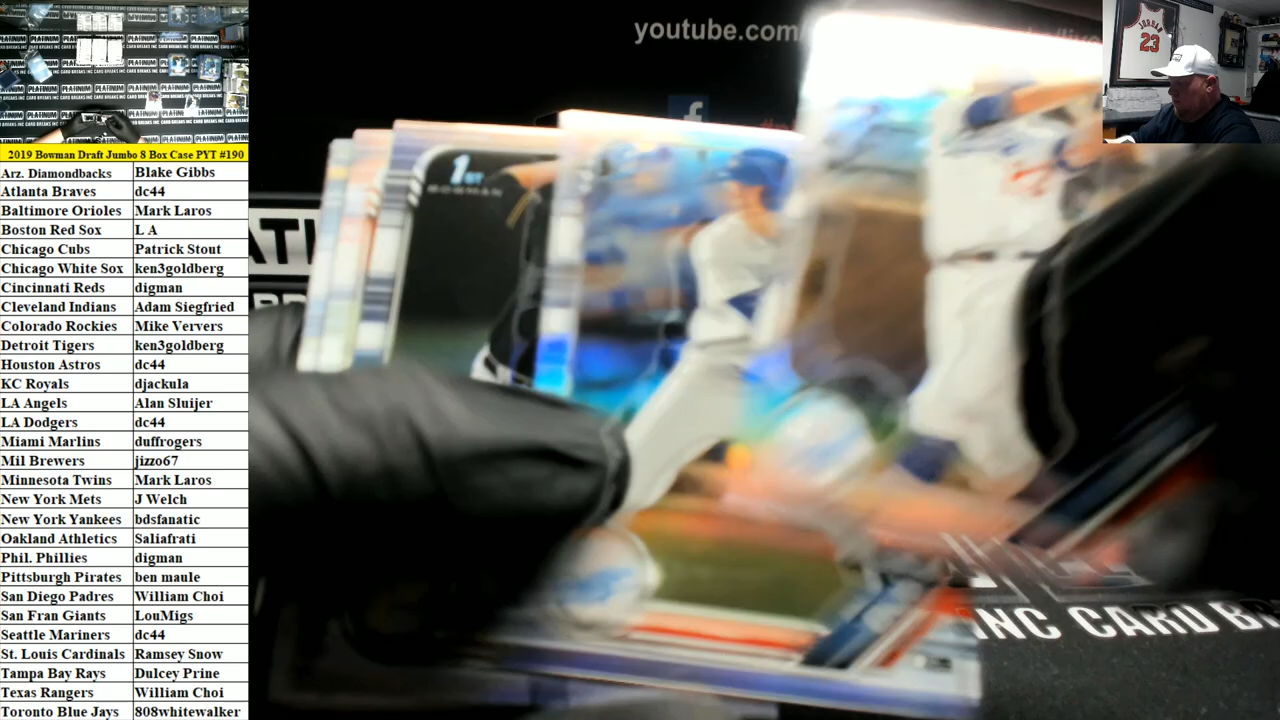 youtube.com/
f
23
PLATINUM
CARD BREAKS INC
1ST
BOWMAN
INC CARD B
2019 Bowman Draft Jumbo 8 Box Case PYT #190
Arz. Diamondbacks Blake Gibbs
Atlanta Braves dc44
Baltimore Orioles Mark Laros
Boston Red Sox L A
Chicago Cubs Patrick Stout
Chicago White Sox ken3goldberg
Cincinnati Reds digman
Cleveland Indians Adam Siegfried
Colorado Rockies Mike Ververs
Detroit Tigers ken3goldberg
Houston Astros dc44
KC Royals djackula
LA Angels Alan Sluijer
LA Dodgers dc44
Miami Marlins duffrogers
Mil Brewers jizzo67
Minnesota Twins Mark Laros
New York Mets J Welch
New York Yankees bdsfanatic
Oakland Athletics Saliafrati
Phil. Phillies digman
Pittsburgh Pirates ben maule
San Diego Padres William Choi
San Fran Giants LouMigs
Seattle Mariners dc44
St. Louis Cardinals Ramsey Snow
Tampa Bay Rays Dulcey Prine
Texas Rangers William Choi
Toronto Blue Jays 808whitewalker